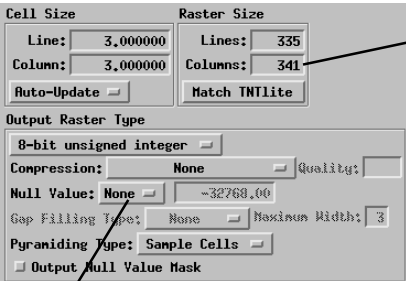 Cell Size Raster Size
Line: 3.000000 Lines: 335
Column: 3.000000 Columns: 341
Auto-Update Match TNTlite
Output Raster Type
8-bit unsigned integer
Compression: None Quality:
Null Value: None -32768.00
Gap Filling Type: None Maximum Width: 3
Pyramiding Type: Sample Cells
Output Null Value Mask